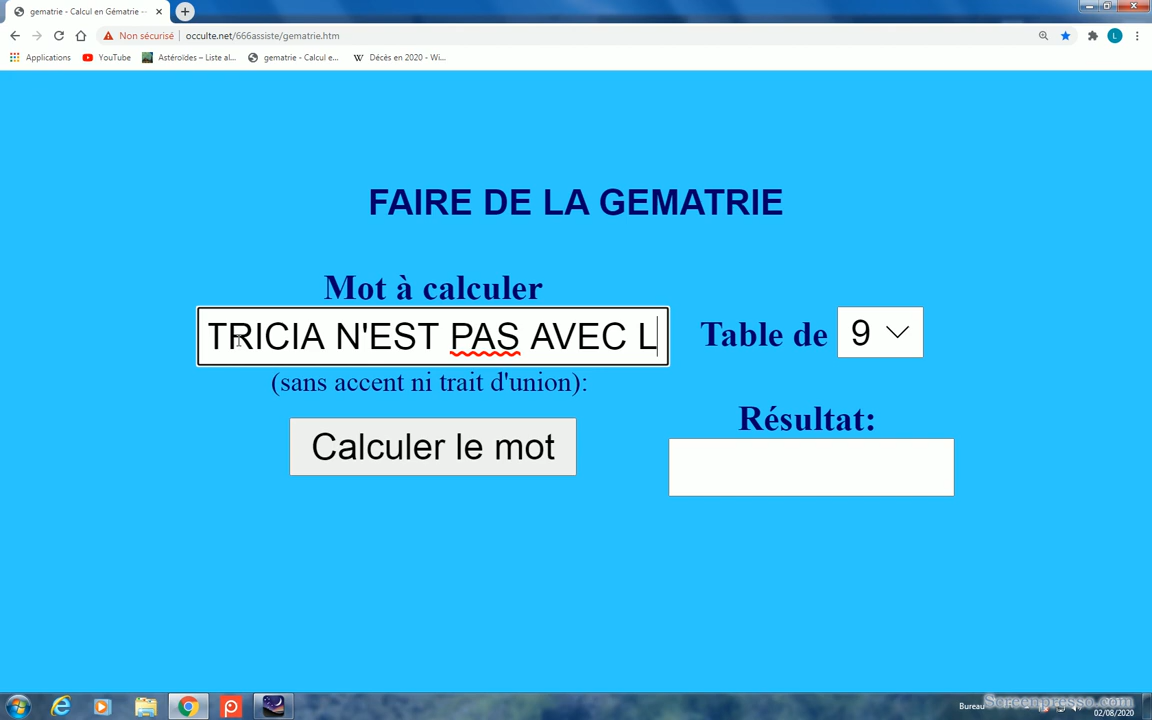 gematrie - Calcul en Gématrie -
Non sécurisé
occulte.net/666assiste/gematrie.htm
L
Applications
YouTube
Astéroïdes – Liste al...
gematrie - Calcul e...
W
Décès en 2020 - Wi...
FAIRE DE LA GEMATRIE
Mot à calculer
TRICIA N'EST PAS AVEC L
Table de
9
(sans accent ni trait d'union):
Résultat:
Calculer le mot
Bureau
Screenpresso.com
02/08/2020